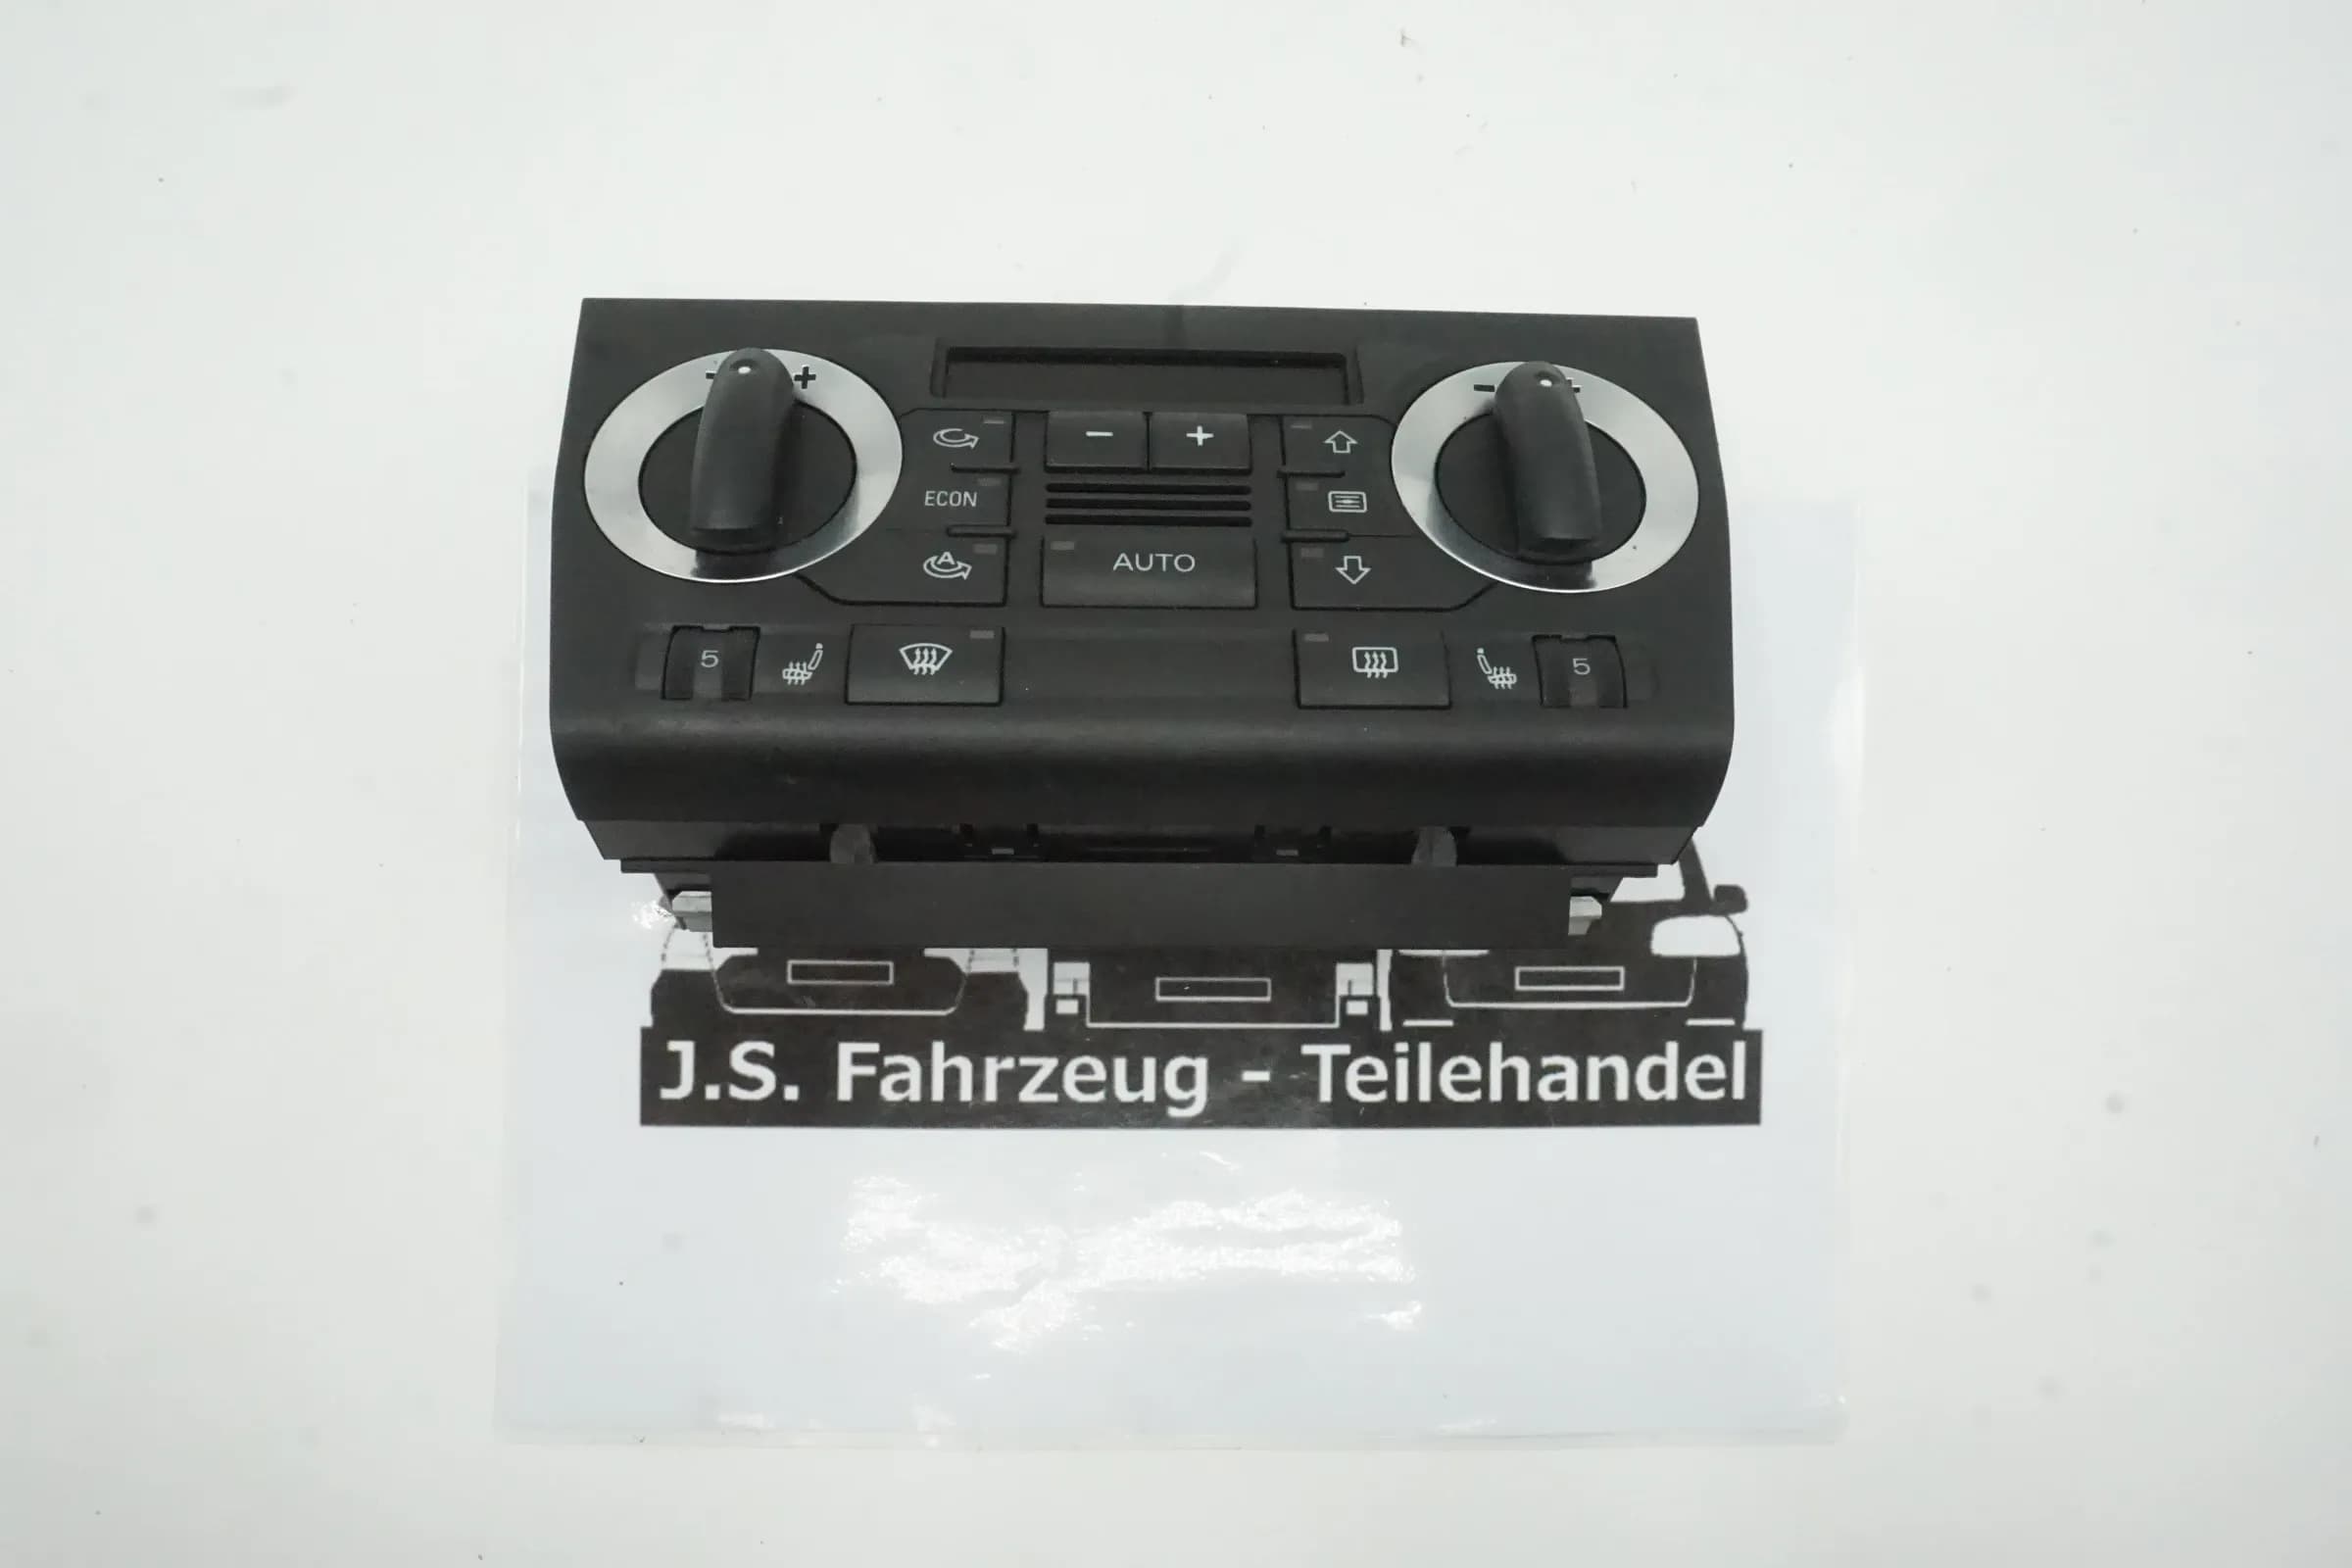 - +
- +
- +
ECON
AUTO
5
5
J.S. Fahrzeug - Teilehandel